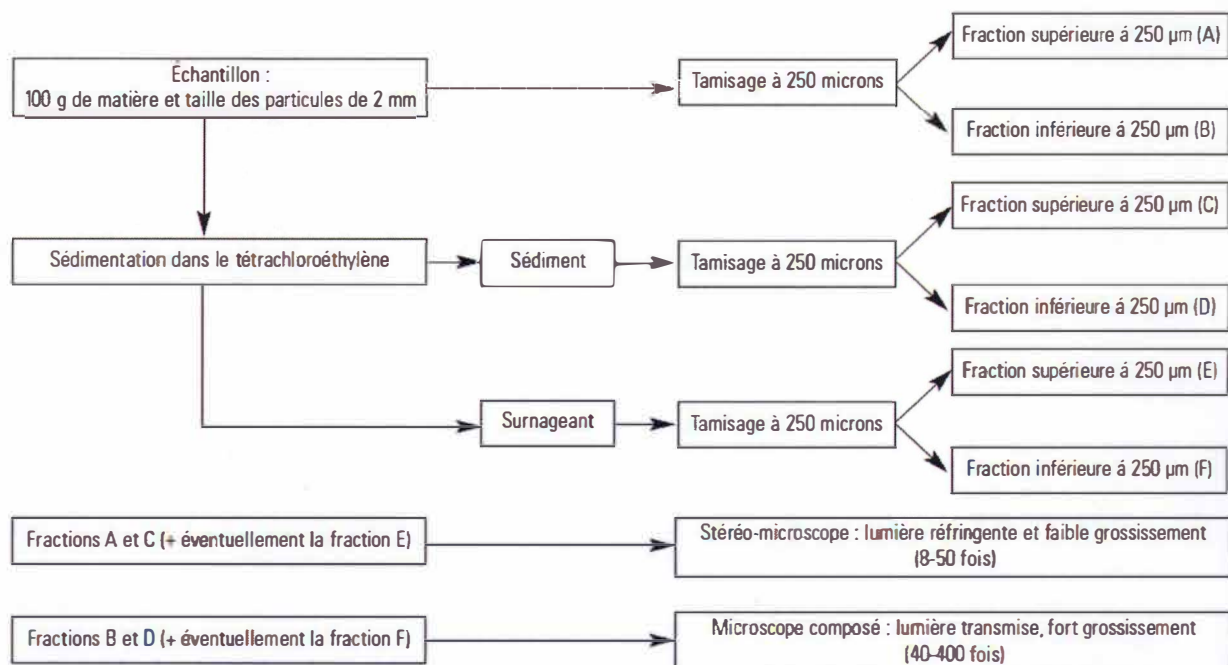 Échantillon :
100 g de matière et taille des particules de 2 mm
Tamisage à 250 microns
Fraction supérieure á 250 µm (A)
Fraction inférieure á 250 µm (B)
Sédimentation dans le tétrachloroéthylène
Sédiment
Tamisage à 250 microns
Fraction supérieure á 250 µm (C)
Fraction inférieure á 250 µm (D)
Surnageant
Tamisage à 250 microns
Fraction supérieure á 250 µm (E)
Fraction inférieure á 250 µm (F)
Fractions A et C (+ éventuellement la fraction E)
Stéréo-microscope : lumière réfringente et faible grossissement
(8-50 fois)
Fractions B et D (+ éventuellement la fraction F)
Microscope composé : lumière transmise, fort grossissement
(40-400 fois)